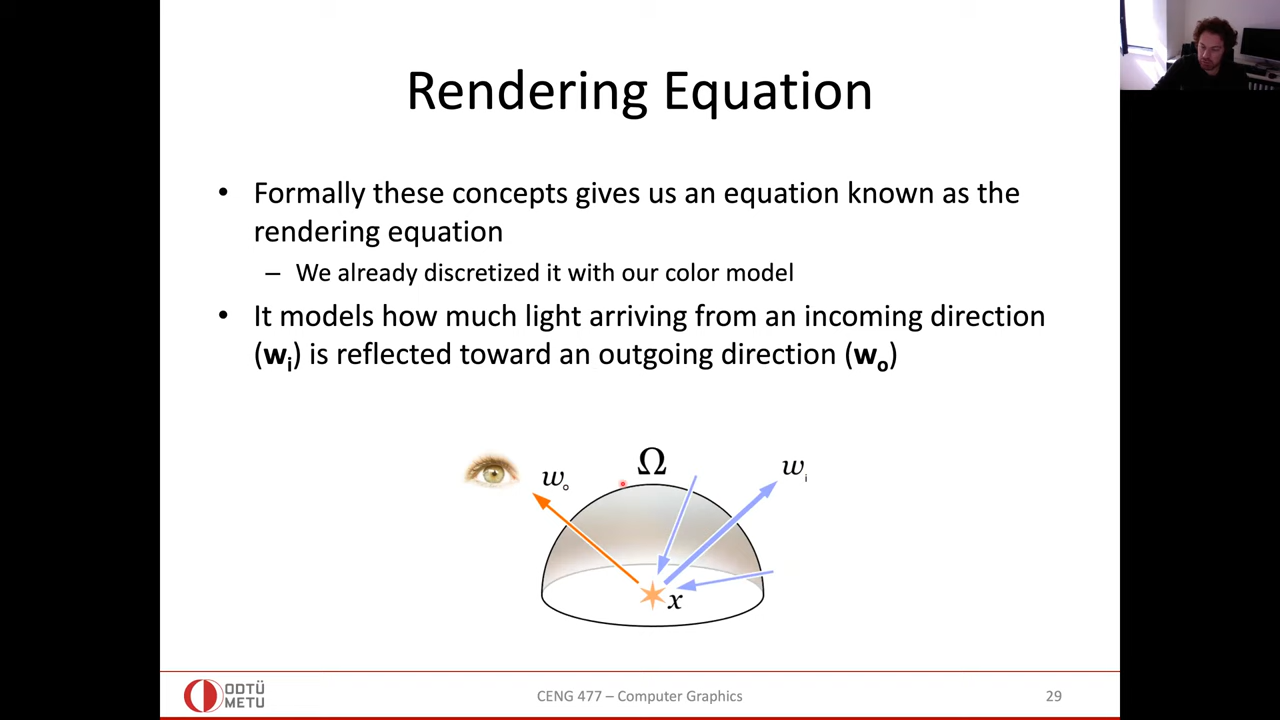 Rendering Equation
• Formally these concepts gives us an equation known as the
rendering equation
– We already discretized it with our color model
• It models how much light arriving from an incoming direction
(wi) is reflected toward an outgoing direction (wo)
Ω
wo
wi
x
ODTÜ
METU
CENG 477 – Computer Graphics
29